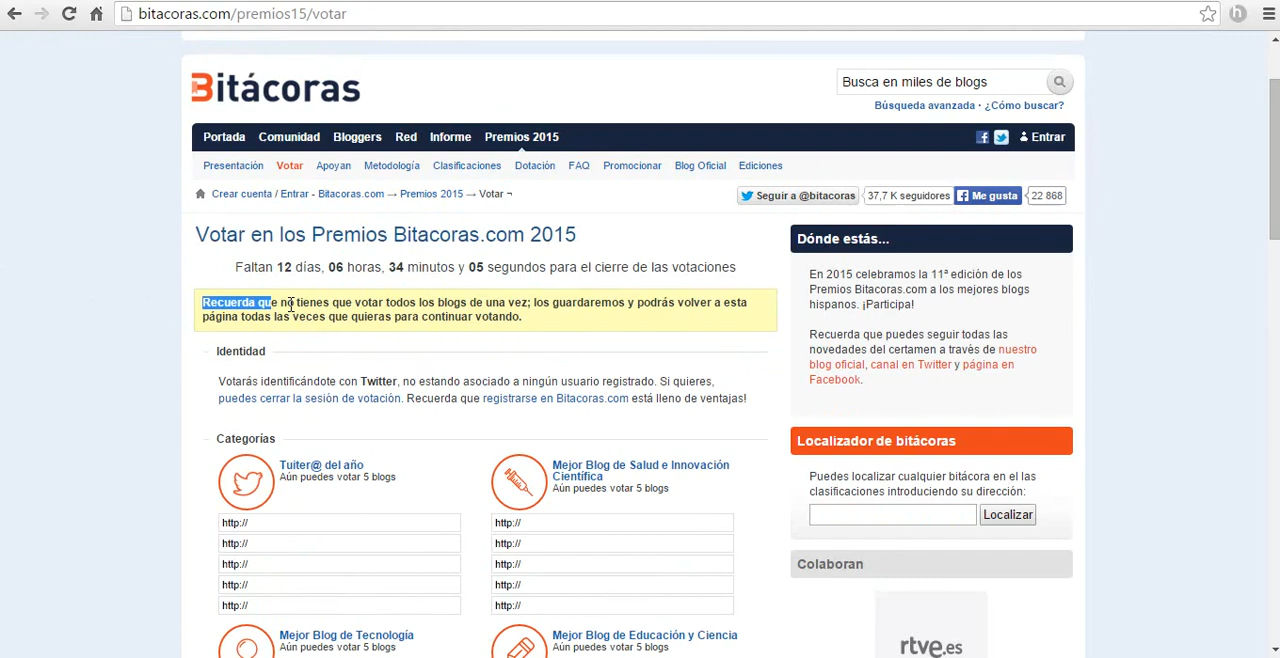 bitacoras.com/premios15/votar
h
Bitácoras
Busca en miles de blogs
Búsqueda avanzada · ¿Cómo buscar?
Portada Comunidad Bloggers Red Informe Premios 2015 Entrar
Presentación Votar Apoyan Metodología Clasificaciones Dotación FAQ Promocionar Blog Oficial Ediciones
Crear cuenta / Entrar - Bitacoras.com → Premios 2015 → Votar ¬
Seguir a @bitacoras 37,7 K seguidores Me gusta 22 868
Votar en los Premios Bitacoras.com 2015
Faltan 12 días, 06 horas, 34 minutos y 05 segundos para el cierre de las votaciones
Recuerda que no tienes que votar todos los blogs de una vez; los guardaremos y podrás volver a esta
página todas las veces que quieras para continuar votando.
Identidad
Votarás identificándote con Twitter, no estando asociado a ningún usuario registrado. Si quieres,
puedes cerrar la sesión de votación. Recuerda que registrarse en Bitacoras.com está lleno de ventajas!
Categorías
Tuiter@ del año
Aún puedes votar 5 blogs
http://
http://
http://
http://
http://
Mejor Blog de Salud e Innovación
Científica
Aún puedes votar 5 blogs
http://
http://
http://
http://
http://
Mejor Blog de Tecnología
Aún puedes votar 5 blogs
Mejor Blog de Educación y Ciencia
Aún puedes votar 5 blogs
Dónde estás...
En 2015 celebramos la 11ª edición de los
Premios Bitacoras.com a los mejores blogs
hispanos. ¡Participa!
Recuerda que puedes seguir todas las
novedades del certamen a través de nuestro
blog oficial, canal en Twitter y página en
Facebook.
Localizador de bitácoras
Puedes localizar cualquier bitácora en el las
clasificaciones introduciendo su dirección:
Localizar
Colaboran
rtve.es